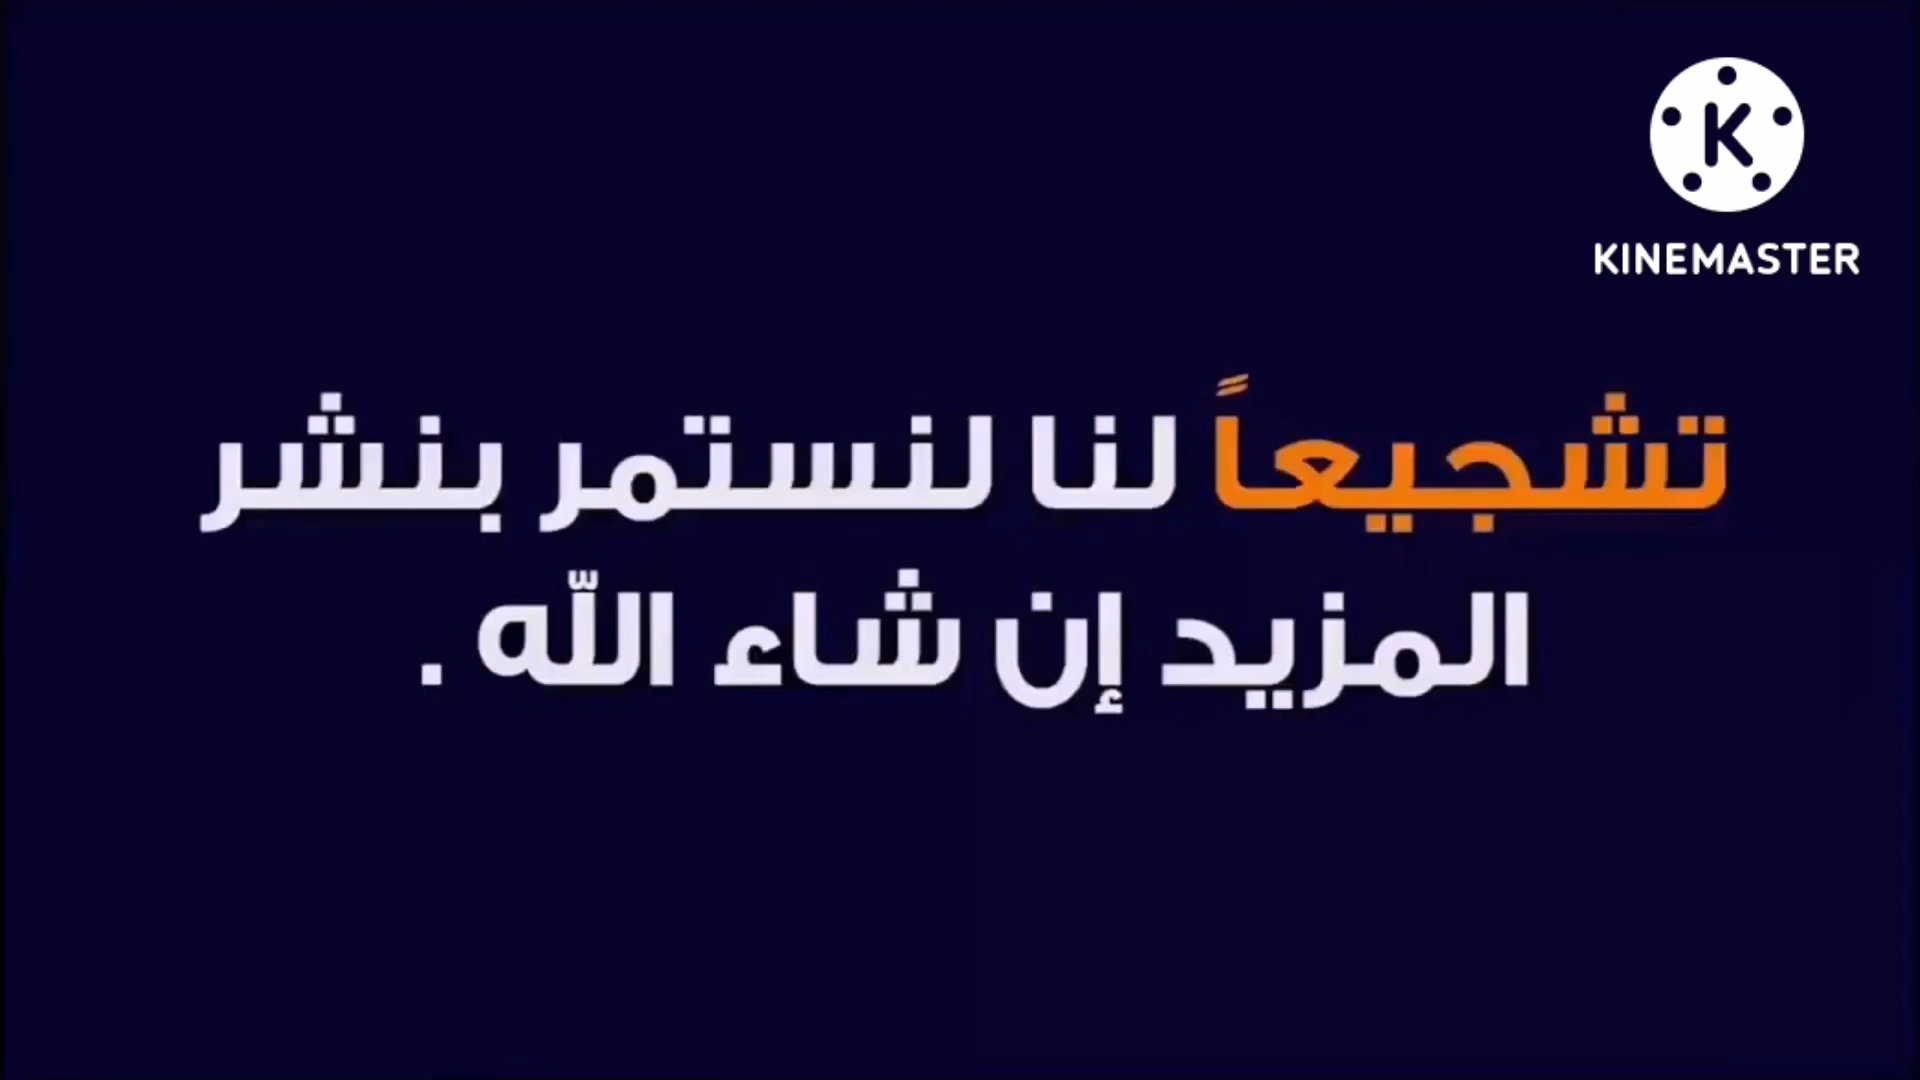 KINEMASTER
تشجيعاً لنا لنستمر بنشر
المزيد إن شاء اللّه .